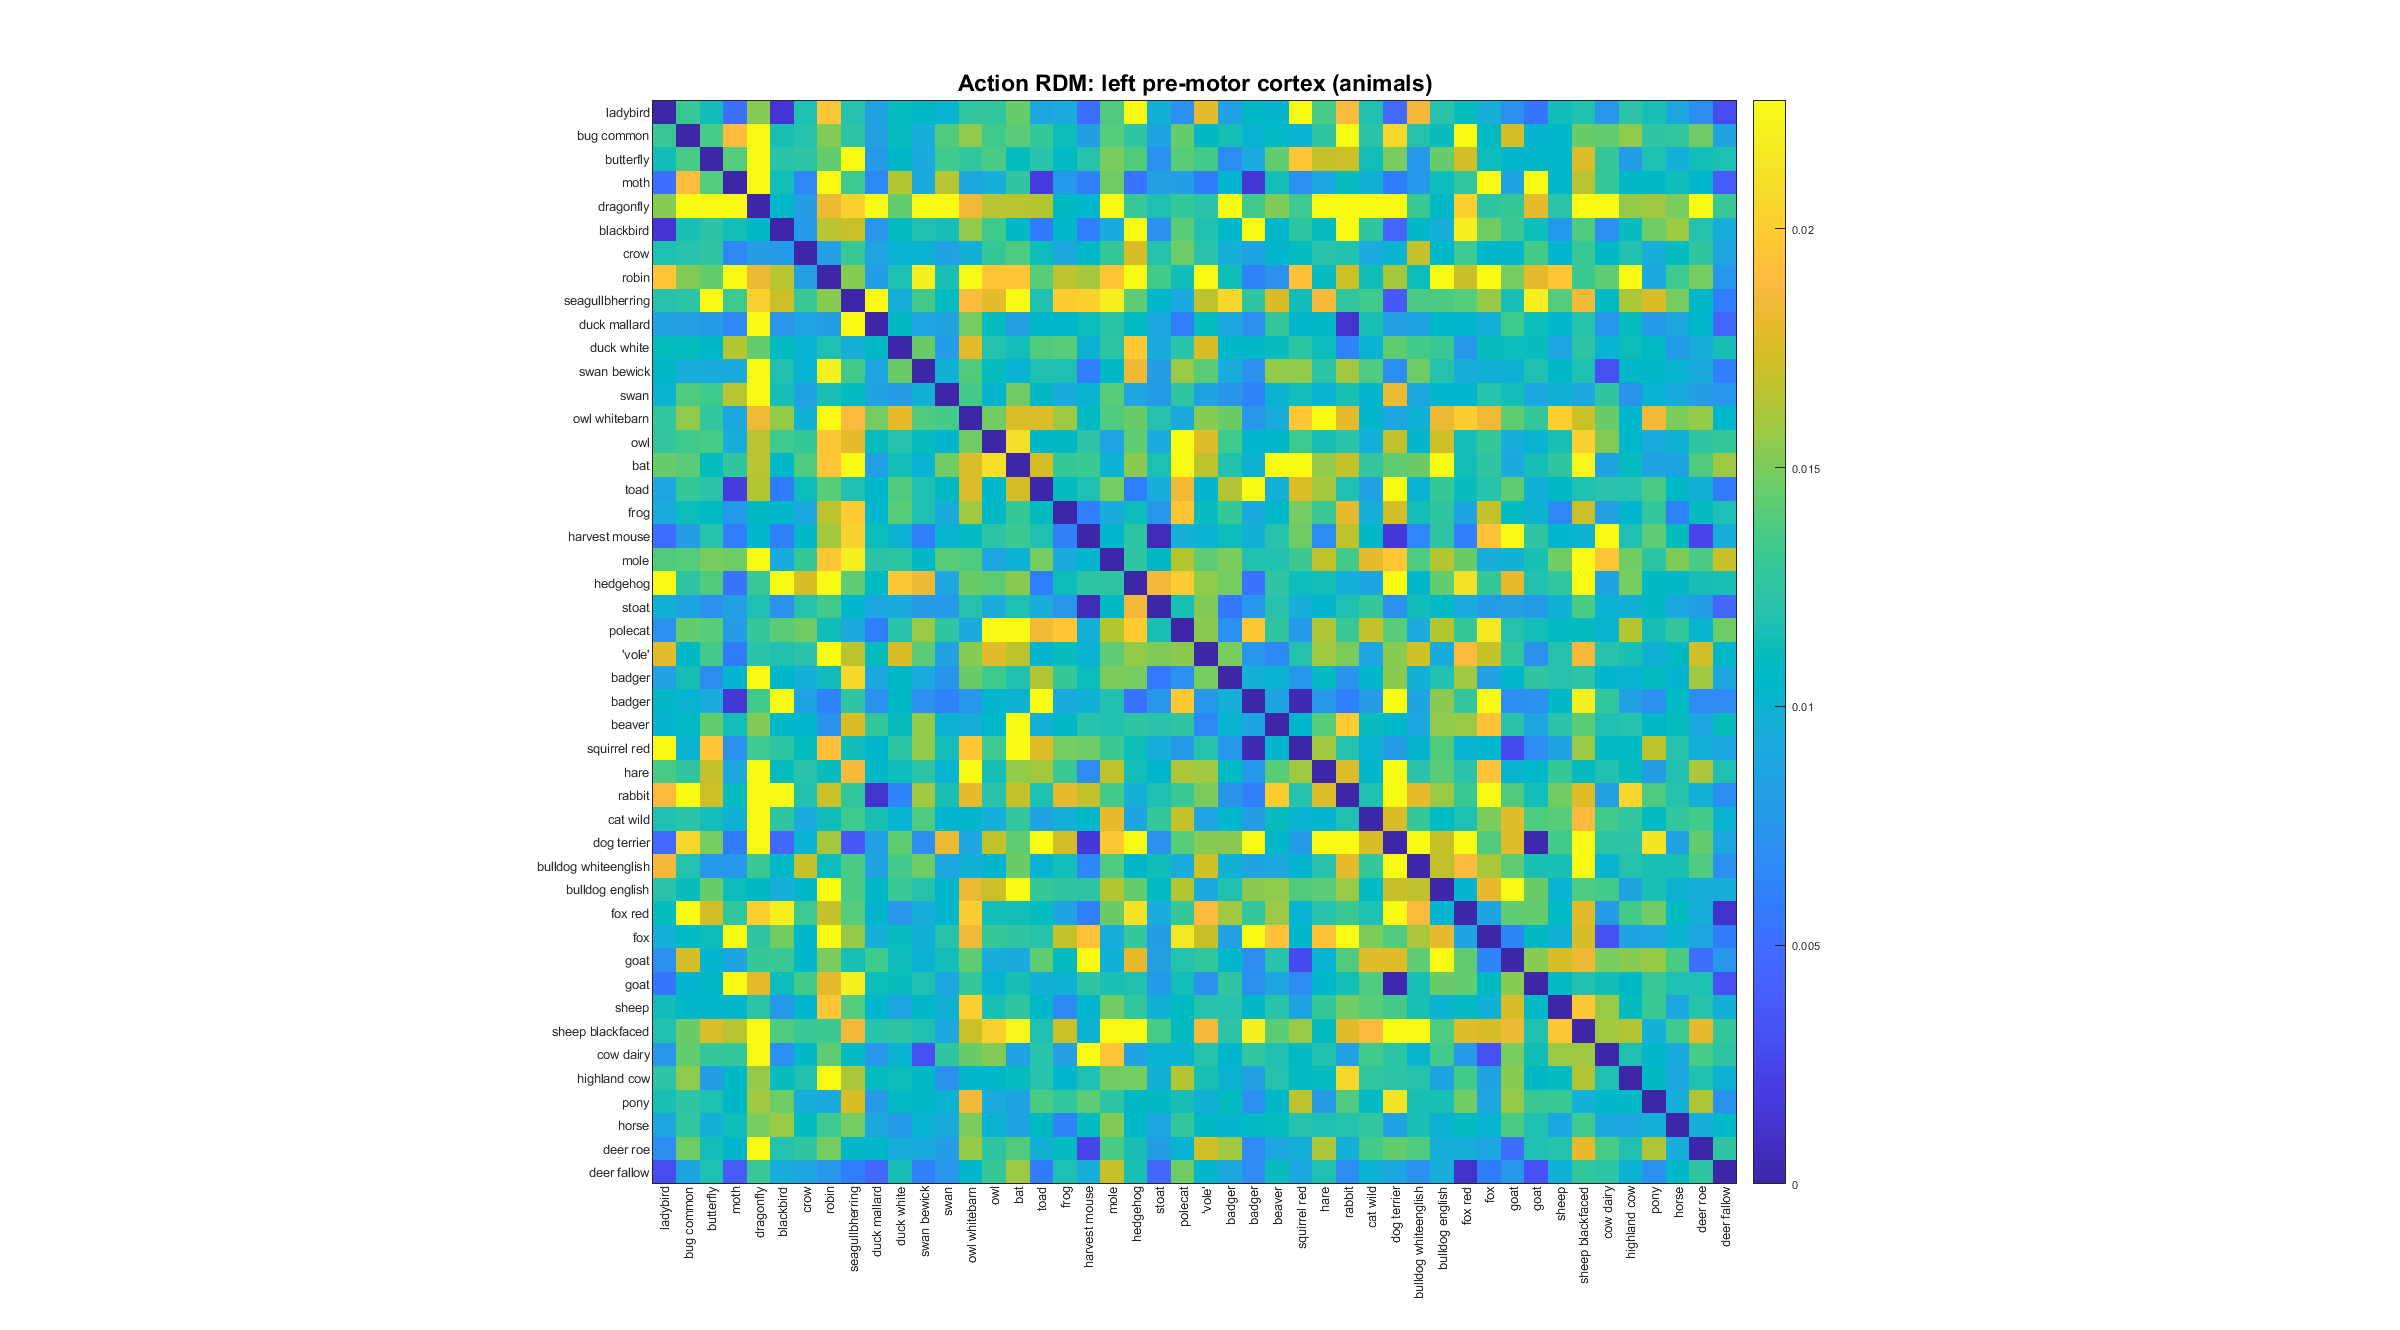 Action RDM: left pre-motor cortex (animals)
ladybird
bug common
butterfly
moth
dragonfly
blackbird
crow
robin
seagullbherring
duck mallard
duck white
swan bewick
swan
owl whitebarn
owl
bat
toad
frog
harvest mouse
mole
hedgehog
stoat
polecat
'vole'
badger
badger
beaver
squirrel red
hare
rabbit
cat wild
dog terrier
bulldog whiteenglish
bulldog english
fox red
fox
goat
goat
sheep
sheep blackfaced
cow dairy
highland cow
pony
horse
deer roe
deer fallow
ladybird
bug common
butterfly
moth
dragonfly
blackbird
crow
robin
seagullbherring
duck mallard
duck white
swan bewick
swan
owl whitebarn
owl
bat
toad
frog
harvest mouse
mole
hedgehog
stoat
polecat
'vole'
badger
badger
beaver
squirrel red
hare
rabbit
cat wild
dog terrier
bulldog whiteenglish
bulldog english
fox red
fox
goat
goat
sheep
sheep blackfaced
cow dairy
highland cow
pony
horse
deer roe
deer fallow
0.02
0.015
0.01
0.005
0